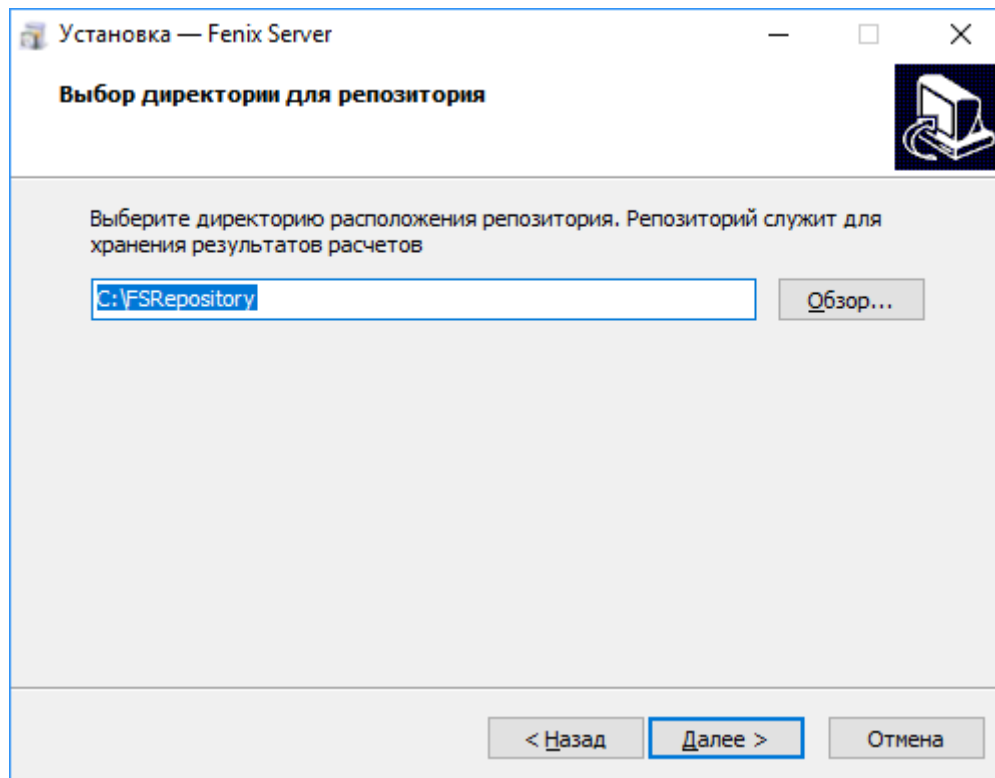 Установка — Fenix Server
Выбор директории для репозитория
Выберите директорию расположения репозитория. Репозиторий служит для
хранения результатов расчетов
C:\FSRepository
Обзор...
< Назад
Далее >
Отмена